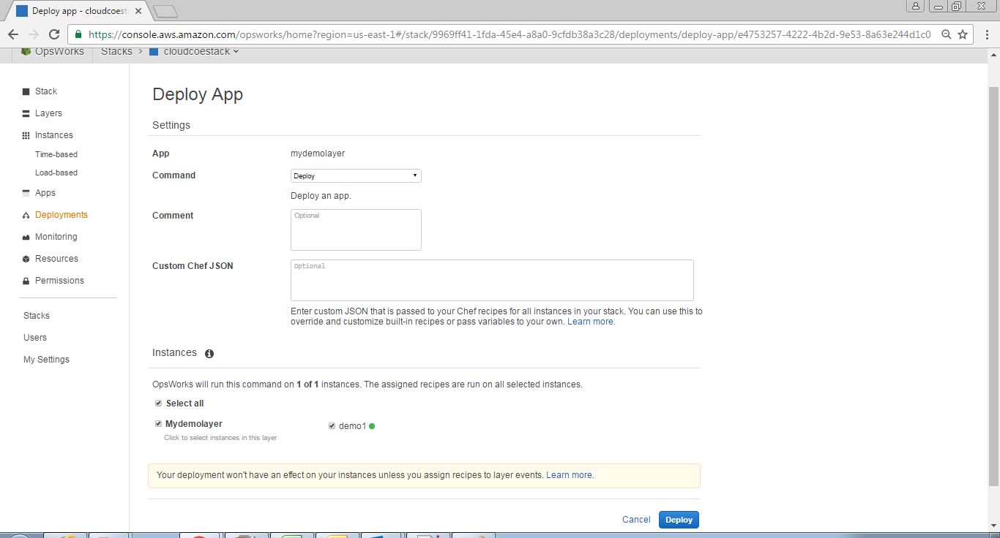 Deploy app - cloudcoest
https://console.aws.amazon.com/opsworks/home?region=us-east-1#/stack/9969ff41-1fda-45e4-a8a0-9cfdb38a3c28/deployments/deploy-app/e4753257-4222-4b2d-9e53-8a63e244d1c0
OpsWorks Stacks > cloudcoestack
Stack
Layers
Instances
Time-based
Load-based
Apps
Deployments
Monitoring
Resources
Permissions
Stacks
Users
My Settings
Deploy App
Settings
App mydemolayer
Command Deploy
Deploy an app.
Comment Optional
Custom Chef JSON Optional
Enter custom JSON that is passed to your Chef recipes for all instances in your stack. You can use this to
override and customize built-in recipes or pass variables to your own. Learn more.
Instances
OpsWorks will run this command on 1 of 1 instances. The assigned recipes are run on all selected instances.
Select all
Mydemolayer demo1
Click to select instances in this layer
Your deployment won't have an effect on your instances unless you assign recipes to layer events. Learn more.
Cancel Deploy